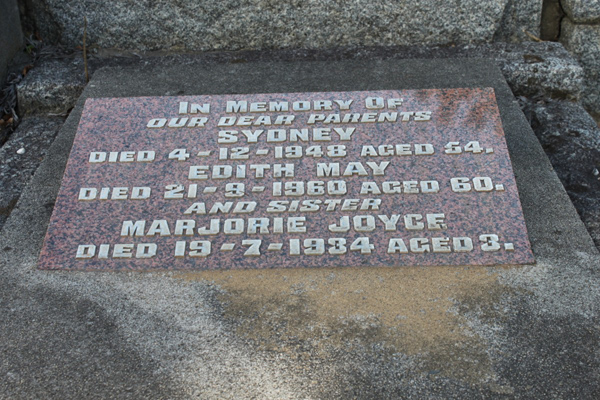 IN MEMORY OF
OUR DEAR PARENTS
SYDNEY
DIED 4-12-1948 AGED 54.
EDITH MAY
DIED 21-9-1960 AGED 60.
AND SISTER
MARJORIE JOYCE
DIED 19-7-1934 AGED 3.